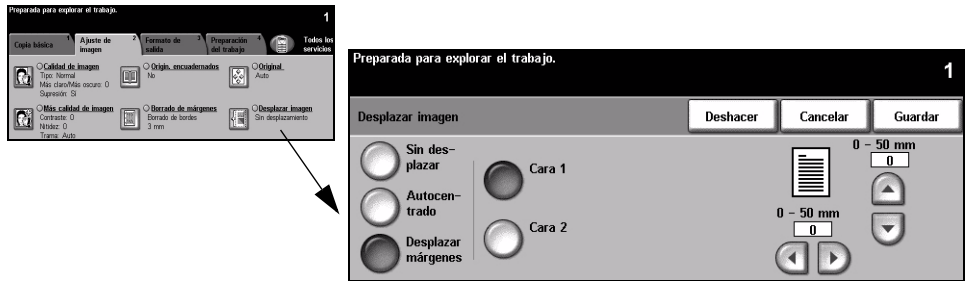 Preparada para explorar el trabajo.
1
Copia básica 1
Ajuste de imagen 2
Formato de salida 3
Preparación del trabajo 4
Todos los servicios
Calidad de imagen
Tipo: Normal
Más claro/Más oscuro: 0
Supresión: Sí
Origin. encuadernados
No
Original
Auto
Más calidad de imagen
Contraste: 0
Nitidez: 0
Trama: Auto
Borrado de márgenes
Borrado de bordes
3 mm
Desplazar imagen
Sin desplazamiento
Preparada para explorar el trabajo.
1
Desplazar imagen
Deshacer
Cancelar
Guardar
Sin des-
plazar
Autocen-
trado
Desplazar
márgenes
Cara 1
Cara 2
0 - 50 mm
0
0 - 50 mm
0